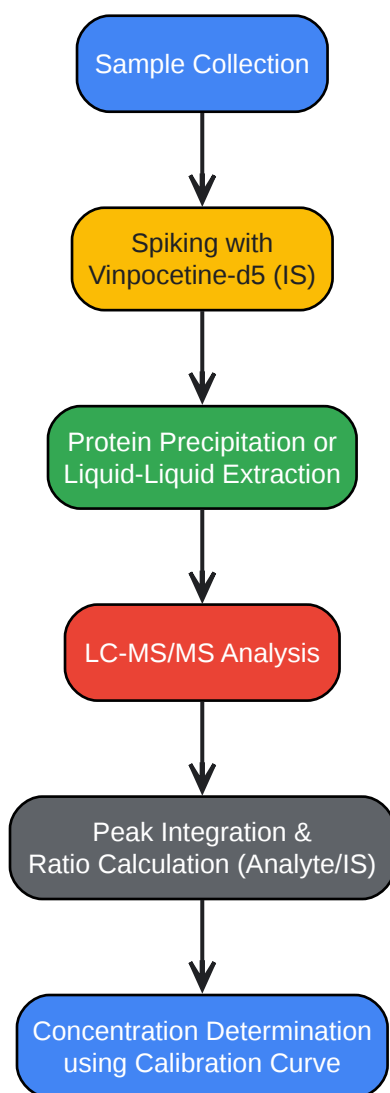 Sample Collection
Spiking with
Vinpocetine-d5 (IS)
Protein Precipitation or
Liquid-Liquid Extraction
LC-MS/MS Analysis
Peak Integration &
Ratio Calculation (Analyte/IS)
Concentration Determination
using Calibration Curve